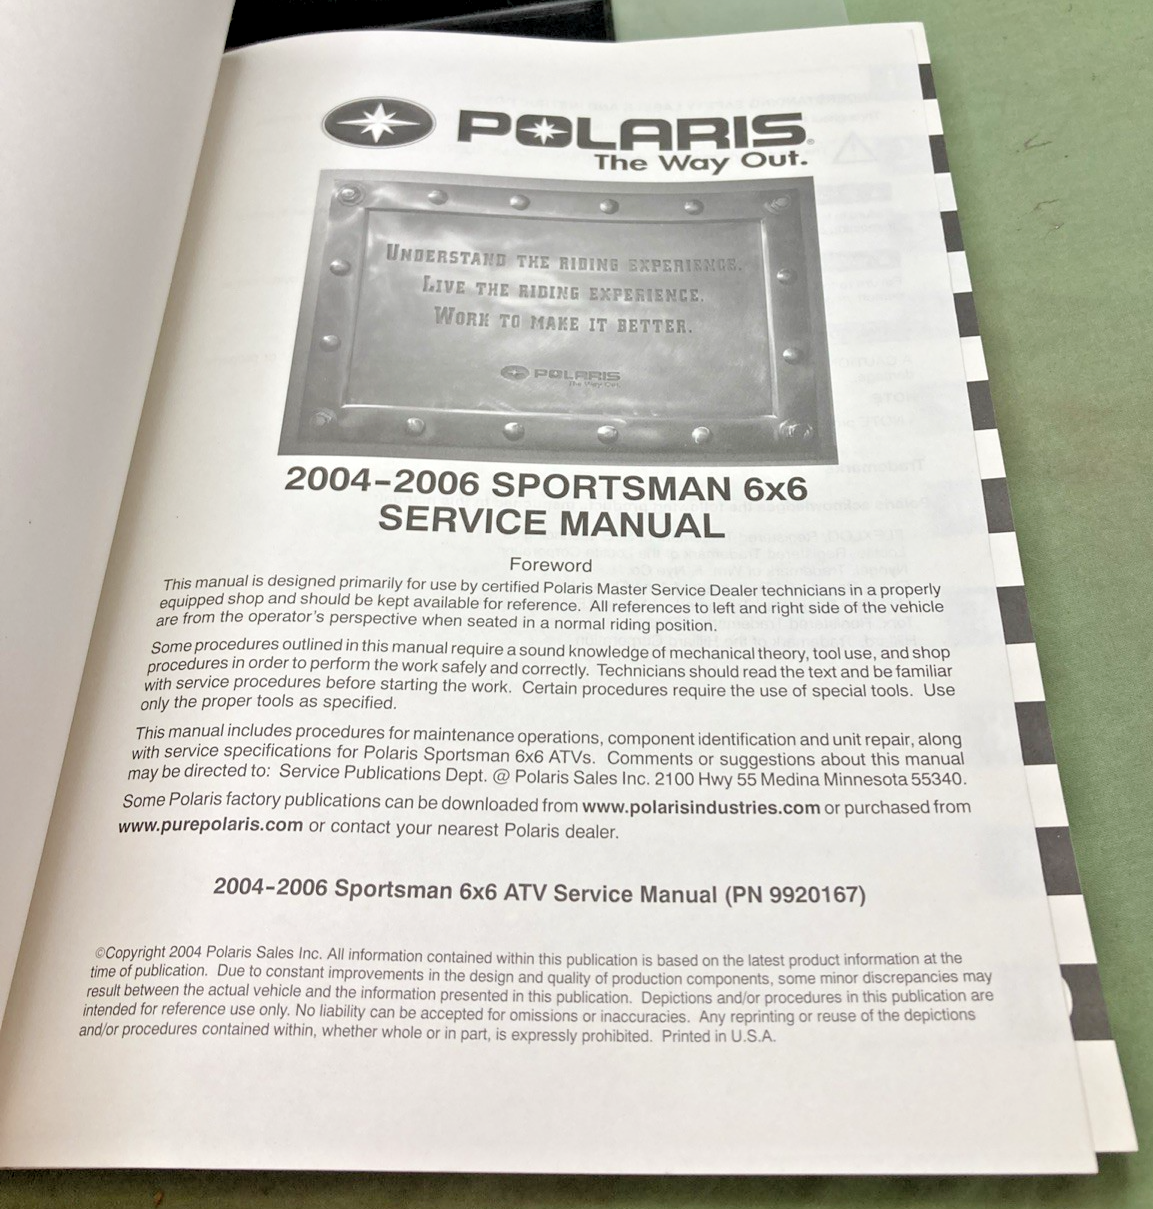 POLARIS®
The Way Out.
UNDERSTAND THE RIDING EXPERIENCE.
LIVE THE RIDING EXPERIENCE.
WORK TO MAKE IT BETTER.
POLARIS
The Way Out.
2004-2006 SPORTSMAN 6x6
SERVICE MANUAL
Foreword
This manual is designed primarily for use by certified Polaris Master Service Dealer technicians in a properly
equipped shop and should be kept available for reference. All references to left and right side of the vehicle
are from the operator's perspective when seated in a normal riding position.
Some procedures outlined in this manual require a sound knowledge of mechanical theory, tool use, and shop
procedures in order to perform the work safely and correctly. Technicians should read the text and be familiar
with service procedures before starting the work. Certain procedures require the use of special tools. Use
only the proper tools as specified.
This manual includes procedures for maintenance operations, component identification and unit repair, along
with service specifications for Polaris Sportsman 6x6 ATVs. Comments or suggestions about this manual
may be directed to: Service Publications Dept. @ Polaris Sales Inc. 2100 Hwy 55 Medina Minnesota 55340.
Some Polaris factory publications can be downloaded from www.polarisindustries.com or purchased from
www.purepolaris.com or contact your nearest Polaris dealer.
2004-2006 Sportsman 6x6 ATV Service Manual (PN 9920167)
©Copyright 2004 Polaris Sales Inc. All information contained within this publication is based on the latest product information at the
time of publication. Due to constant improvements in the design and quality of production components, some minor discrepancies may
result between the actual vehicle and the information presented in this publication. Depictions and/or procedures in this publication are
intended for reference use only. No liability can be accepted for omissions or inaccuracies. Any reprinting or reuse of the depictions
and/or procedures contained within, whether whole or in part, is expressly prohibited. Printed in U.S.A.